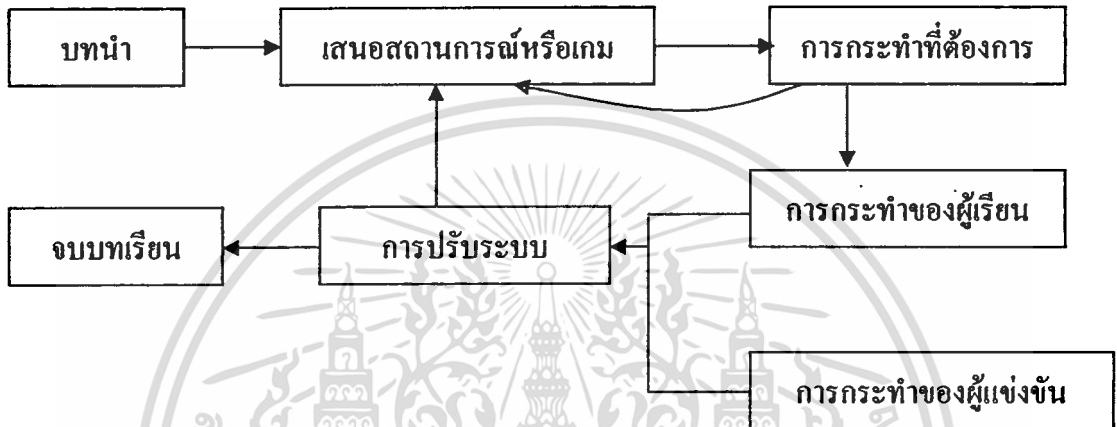 บทนำ
เสนอสถานการณ์หรือเกม
การกระทำที่ต้องการ
การกระทำของผู้เรียน
จบบทเรียน
การปรับระบบ
การกระทำของผู้แข่งขัน